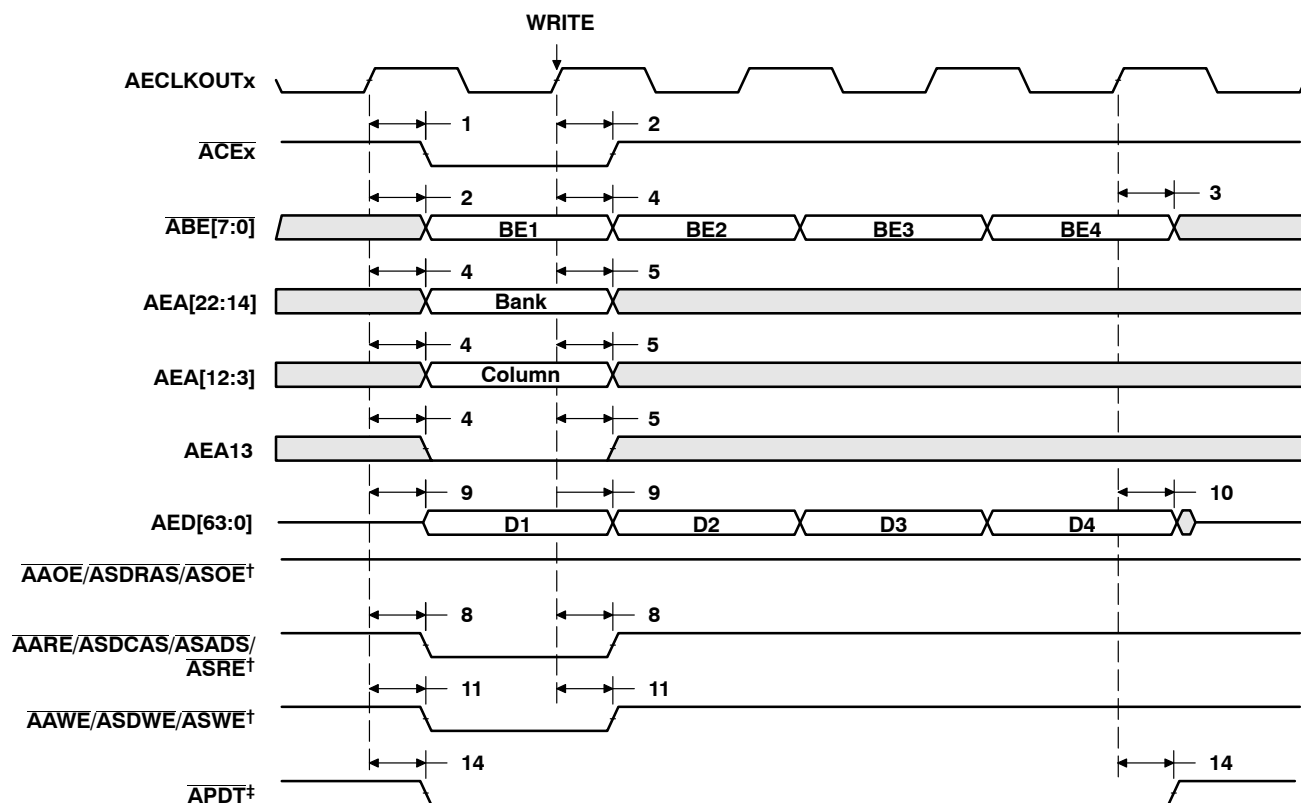 WRITE
AECLKOUTx
1 2
ACEx
2 4 3
ABE[7:0] BE1 BE2 BE3 BE4
4 5
AEA[22:14] Bank
4 5
AEA[12:3] Column
4 5
AEA13
9 9 10
AED[63:0] D1 D2 D3 D4
AAOE/ASDRAS/ASOE†
8 8
AARE/ASDCAS/ASADS/
ASRE†
11 11
AAWE/ASDWE/ASWE†
14 14
APDT‡